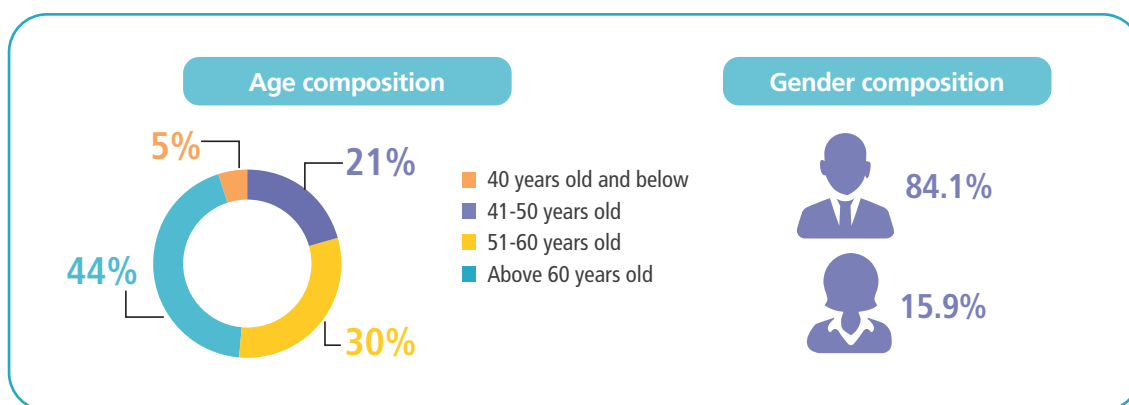 Age composition
5%
21%
44%
30%
40 years old and below
41-50 years old
51-60 years old
Above 60 years old
Gender composition
84.1%
15.9%